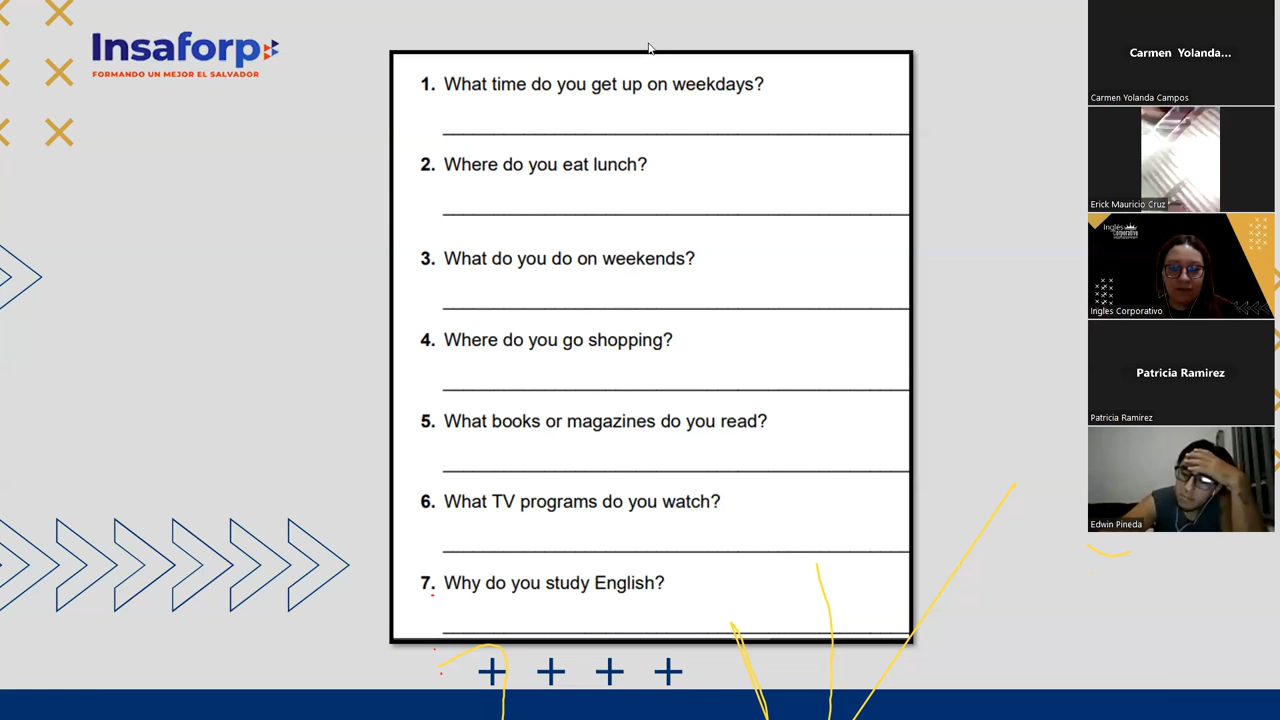 Insaforp
FORMANDO UN MEJOR EL SALVADOR
1. What time do you get up on weekdays?
2. Where do you eat lunch?
3. What do you do on weekends?
4. Where do you go shopping?
5. What books or magazines do you read?
6. What TV programs do you watch?
7. Why do you study English?
Carmen Yolanda...
Carmen Yolanda Campos
Erick Mauricio Cruz
Inglés
Corporativo
Ingles Corporativo
Patricia Ramirez
Patricia Ramirez
Edwin Pineda